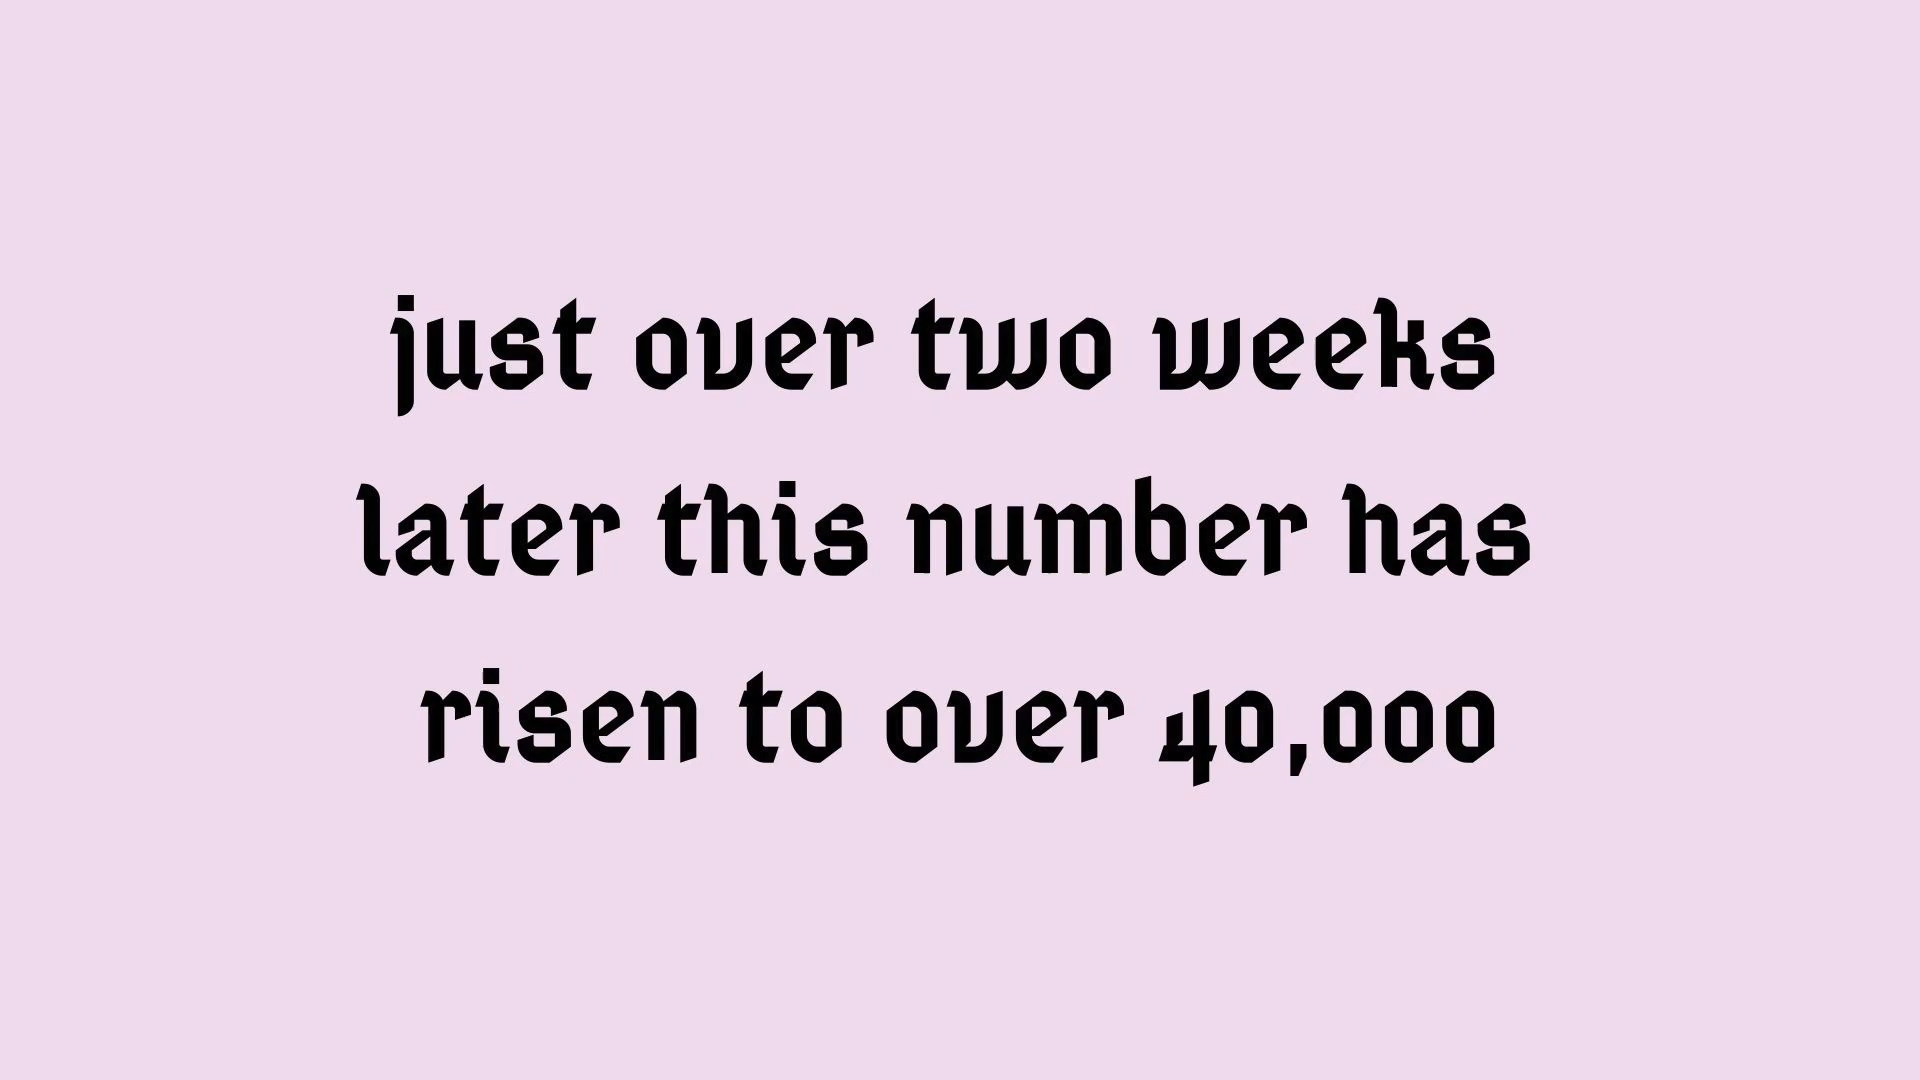 just over two weeks
later this number has
risen to over 40,000